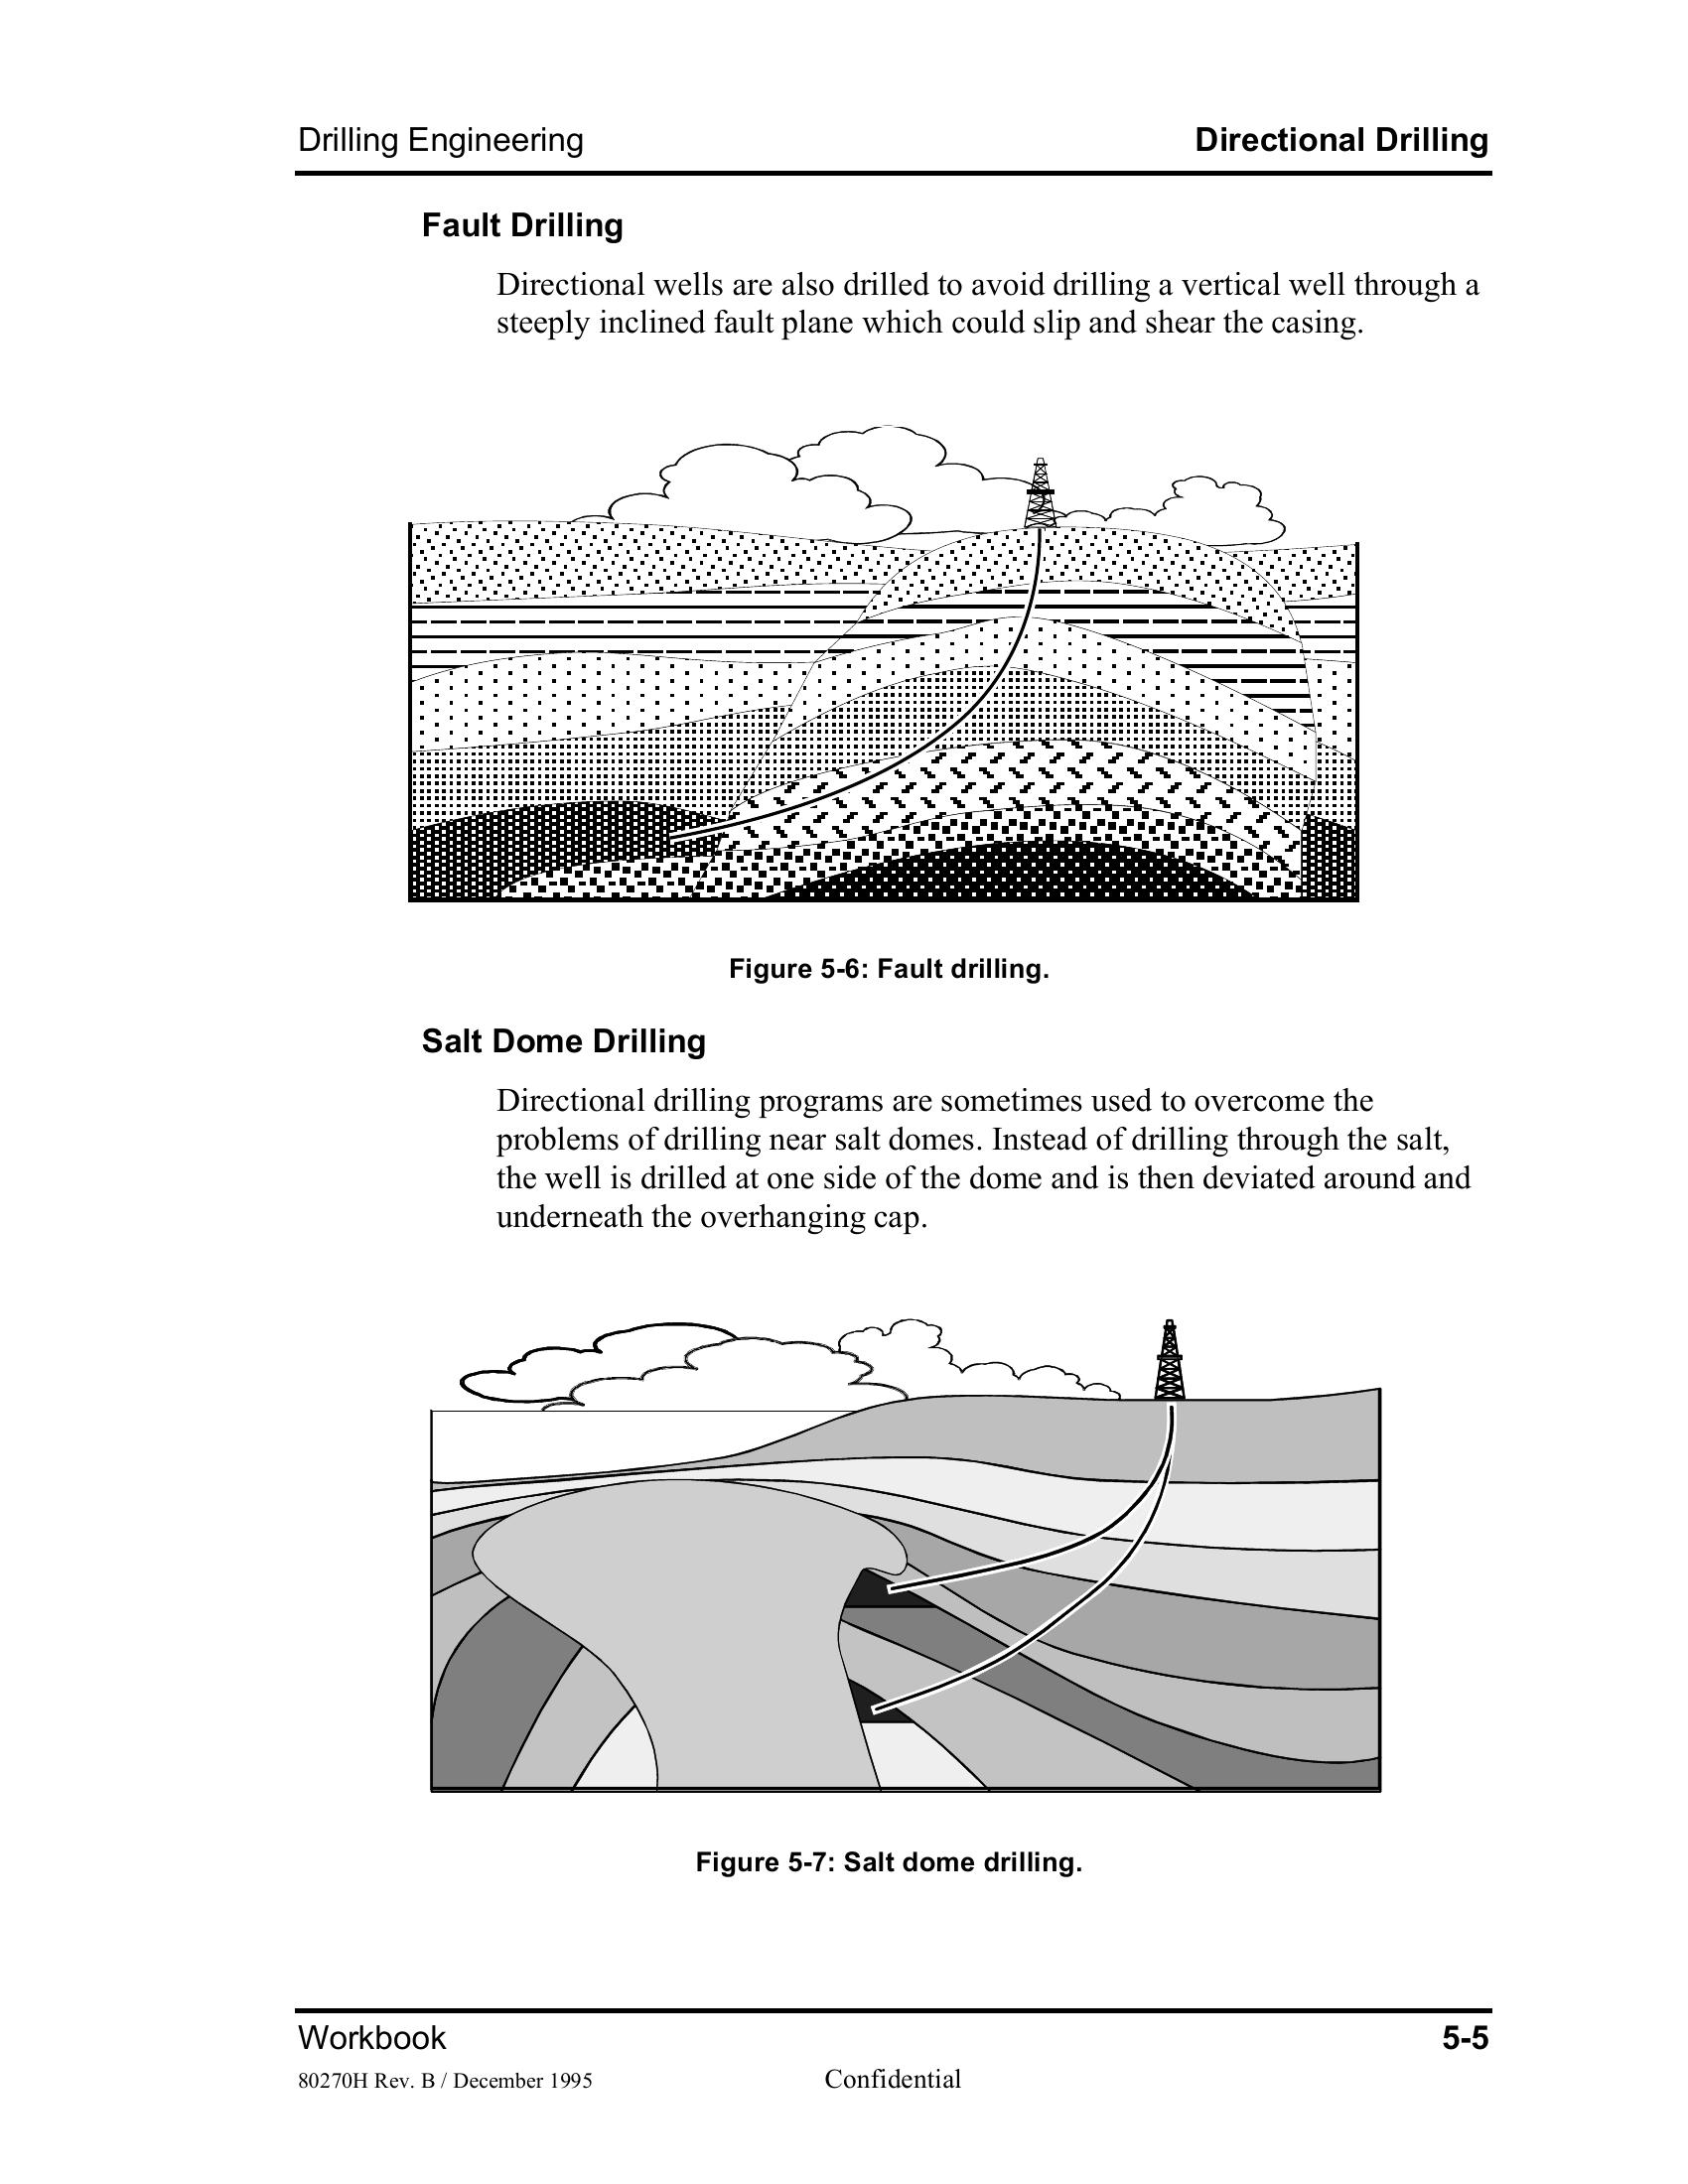 Drilling Engineering Directional Drilling
Fault Drilling
Directional wells are also drilled to avoid drilling a vertical well through a
steeply inclined fault plane which could slip and shear the casing.
Figure 5-6: Fault drilling.
Salt Dome Drilling
Directional drilling programs are sometimes used to overcome the
problems of drilling near salt domes. Instead of drilling through the salt,
the well is drilled at one side of the dome and is then deviated around and
underneath the overhanging cap.
Figure 5-7: Salt dome drilling.
Workbook 5-5
80270H Rev. B / December 1995 Confidential